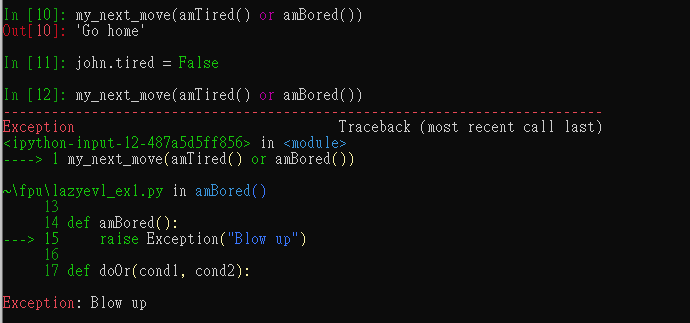 In [10]: my_next_move(amTired() or amBored())
Out[10]: 'Go home'
In [11]: john.tired = False
In [12]: my_next_move(amTired() or amBored())
---------------------------------------------------------------------------
Exception                                 Traceback (most recent call last)
<ipython-input-12-487a5d5ff856> in <module>
----> 1 my_next_move(amTired() or amBored())
~\fpu\lazyevl_ex1.py in amBored()
     13
     14 def amBored():
---> 15     raise Exception("Blow up")
     16
     17 def doOr(cond1, cond2):
Exception: Blow up